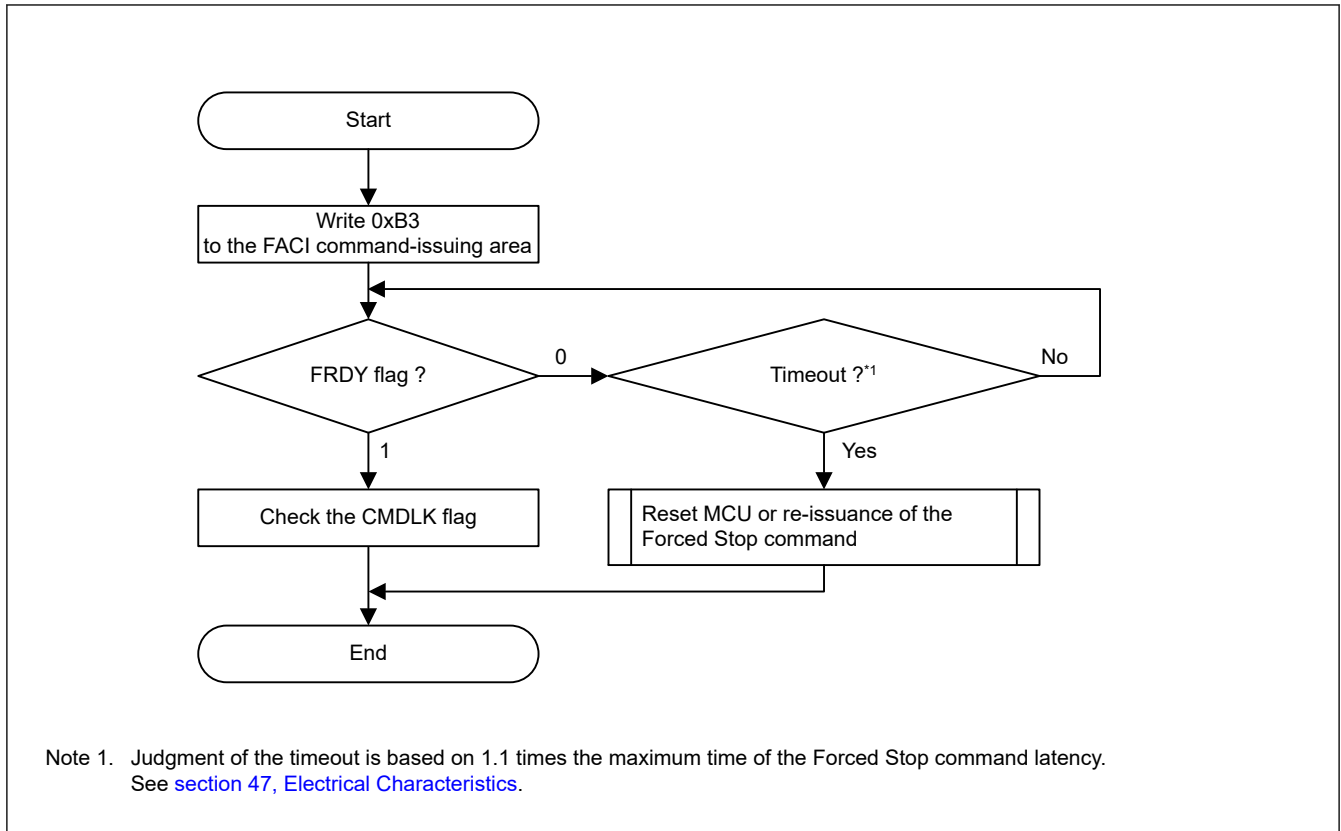 Start
Write 0xB3
to the FACI command-issuing area
FRDY flag ?
0
Timeout ?*1
No
1
Yes
Check the CMDLK flag
Reset MCU or re-issuance of the
Forced Stop command
End
Note 1. Judgment of the timeout is based on 1.1 times the maximum time of the Forced Stop command latency.
See section 47, Electrical Characteristics.